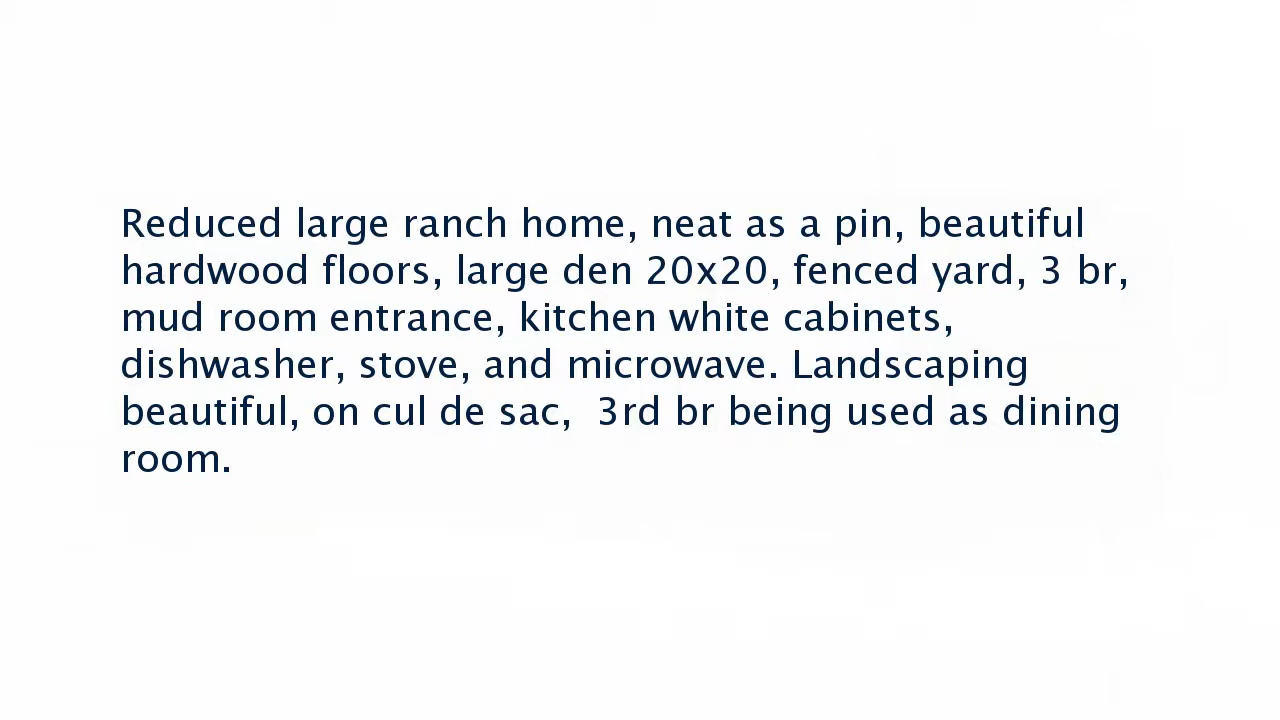 Reduced large ranch home, neat as a pin, beautiful
hardwood floors, large den 20x20, fenced yard, 3 br,
mud room entrance, kitchen white cabinets,
dishwasher, stove, and microwave. Landscaping
beautiful, on cul de sac,  3rd br being used as dining
room.